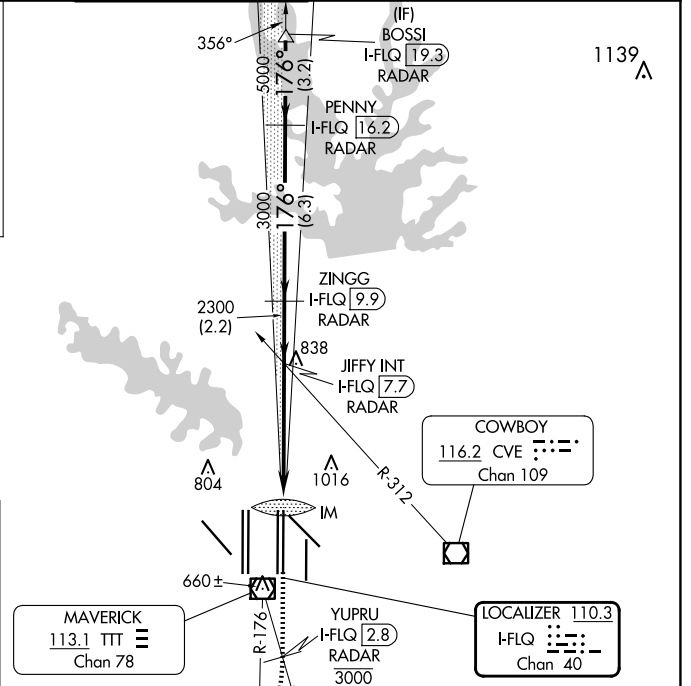 (IF)
BOSSI
I-FLQ 19.3
RADAR
356°
1139
5000
176°
(3.2)
PENNY
I-FLQ 16.2
RADAR
3000
176°
(6.3)
ZINGG
I-FLQ 9.9
RADAR
2300
(2.2)
838
JIFFY INT
I-FLQ 7.7
RADAR
COWBOY
116.2 CVE
Chan 109
R-312
804
1016
IM
660±
MAVERICK
113.1 TTT
Chan 78
R-176
YUPRU
I-FLQ 2.8
RADAR
3000
LOCALIZER 110.3
I-FLQ
Chan 40